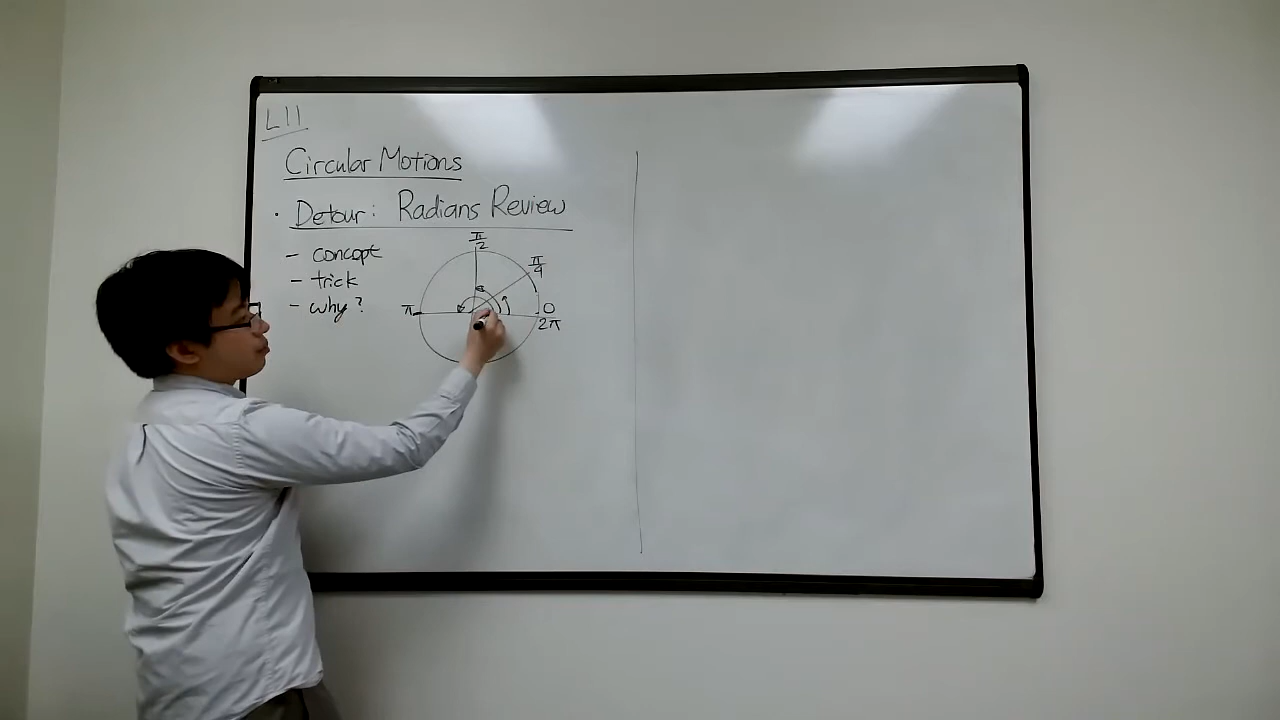 L11
Circular Motions
· Detour: Radians Review
- concept
- trick
- why?
π/2
π/4
π
0
2π